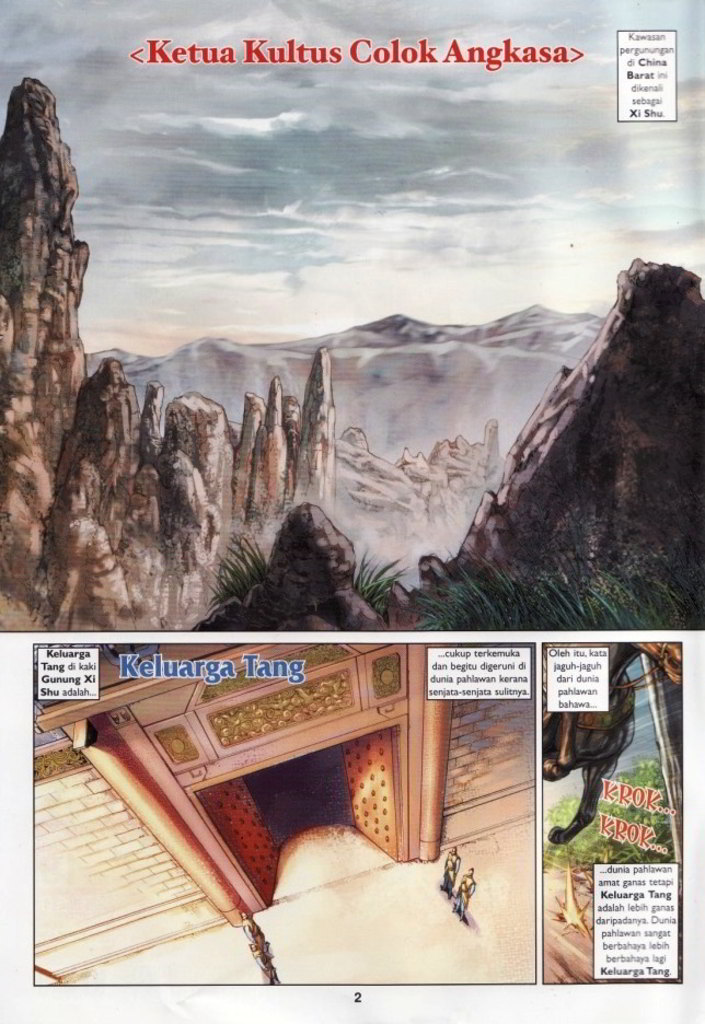 <Ketua Kultus Colok Angkasa>
Kawasan
pergunungan
di China
Barat ini
dikenali
sebagai
Xi Shu.
Keluarga
Tang di kaki
Gunung Xi
Shu adalah...
Keluarga Tang
...cukup terkemuka
dan begitu digeruni di
dunia pahlawan kerana
senjata-senjata sulitnya.
Oleh itu, kata
jaguh-jaguh
dari dunia
pahlawan
bahawa...
KROK...
KROK...
...dunia pahlawan
amat ganas tetapi
Keluarga Tang
adalah lebih ganas
daripadanya. Dunia
pahlawan sangat
berbahaya lebih
berbahaya lagi
Keluarga Tang.
2